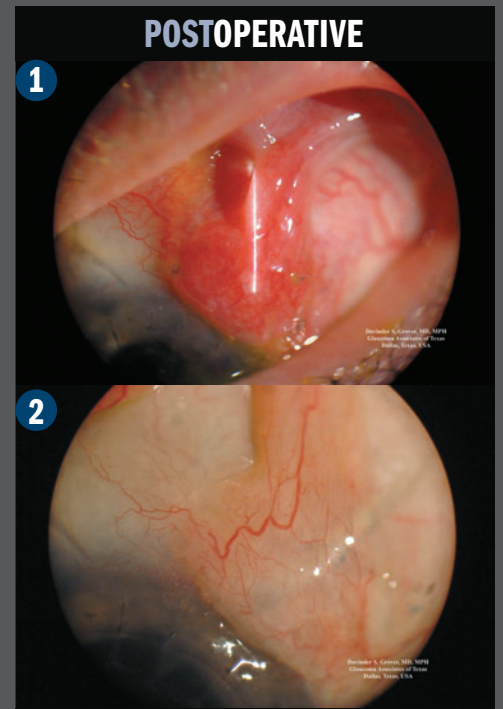 POSTOPERATIVE
1
Davinder S. Grover, MD, MPH
Glaucoma Associates of Texas
Dallas, Texas, USA
2
Davinder S. Grover, MD, MPH
Glaucoma Associates of Texas
Dallas, Texas, USA